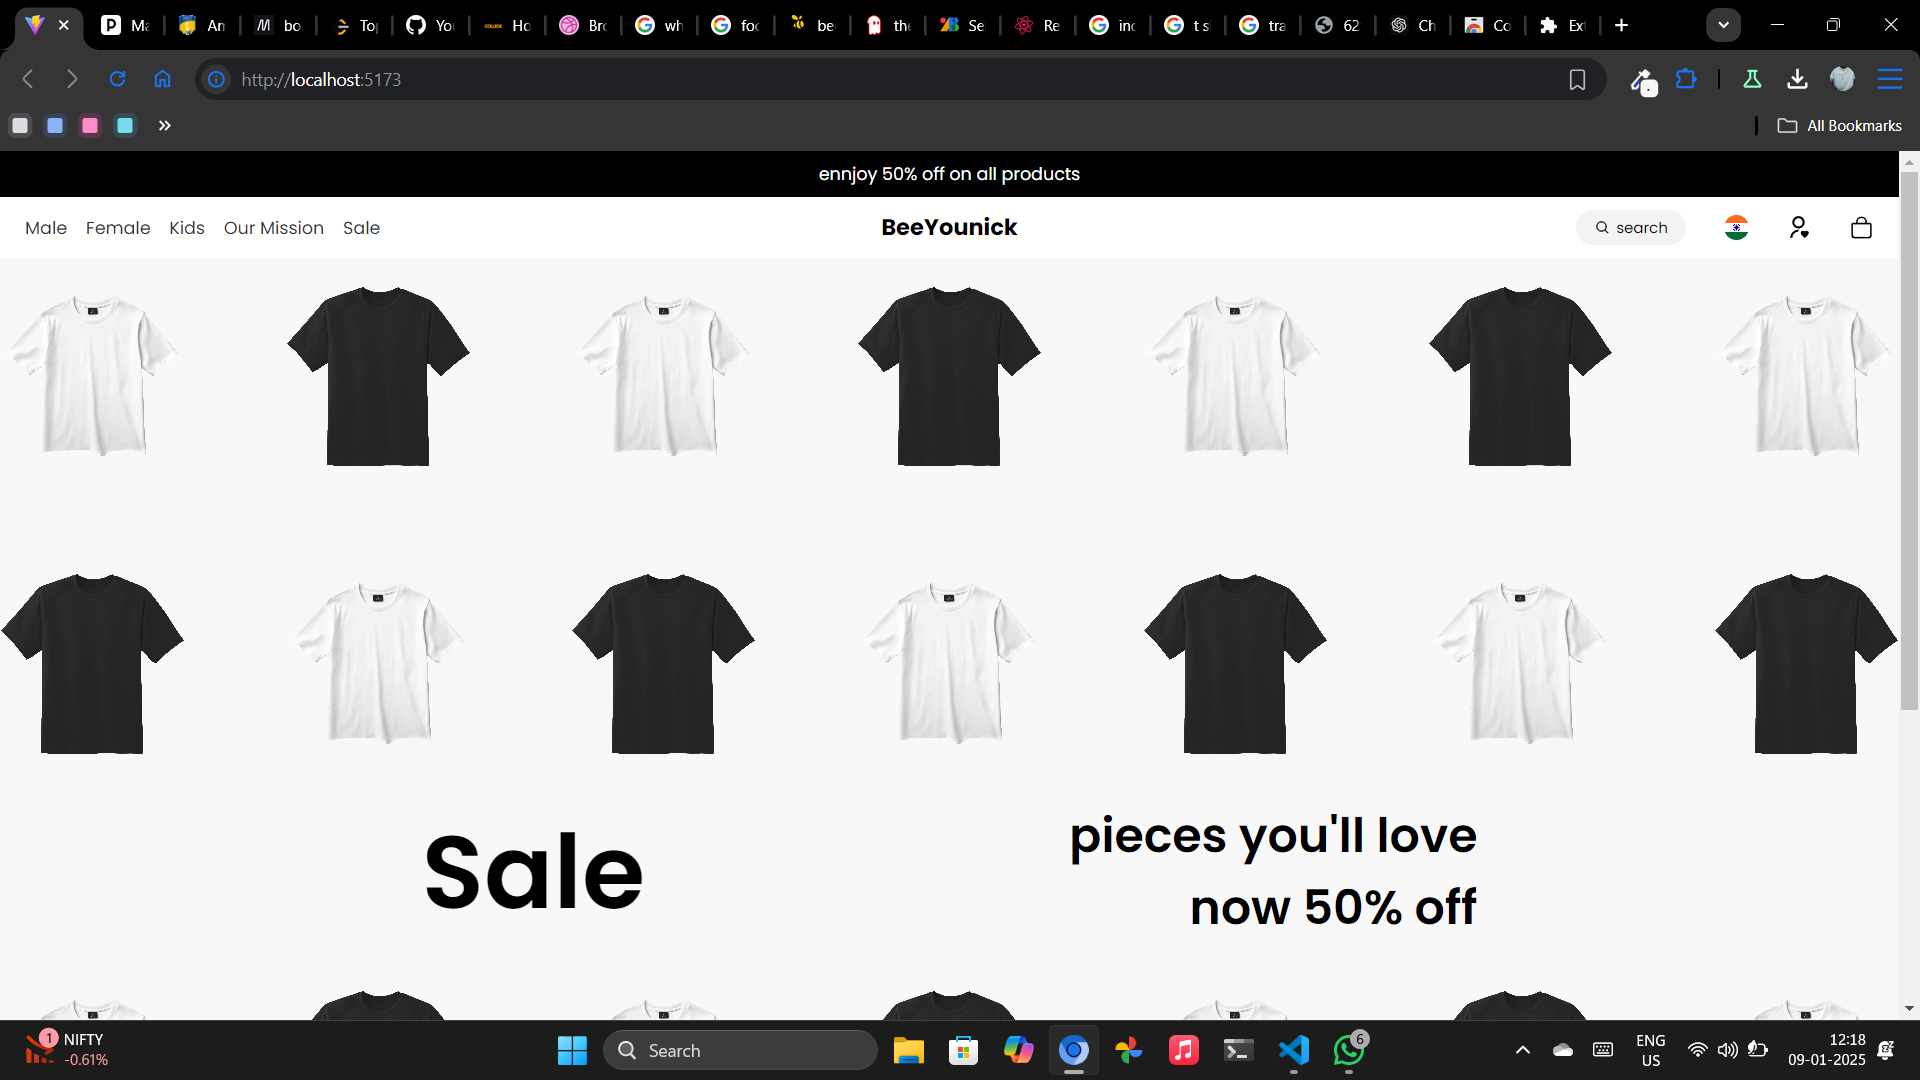 Ma
An
bo
To
Yo
COLLEGE Ho
Bro
wh
foo
be
the
Se
Re
inc
t sl
tra
62
Ch
Co
Ext
http://localhost:5173
All Bookmarks
ennjoy 50% off on all products
Male Female Kids Our Mission Sale
BeeYounick
search
Sale
pieces you'll love
now 50% off
1
NIFTY
-0.61%
Search
6
ENG
US
12:18
09-01-2025